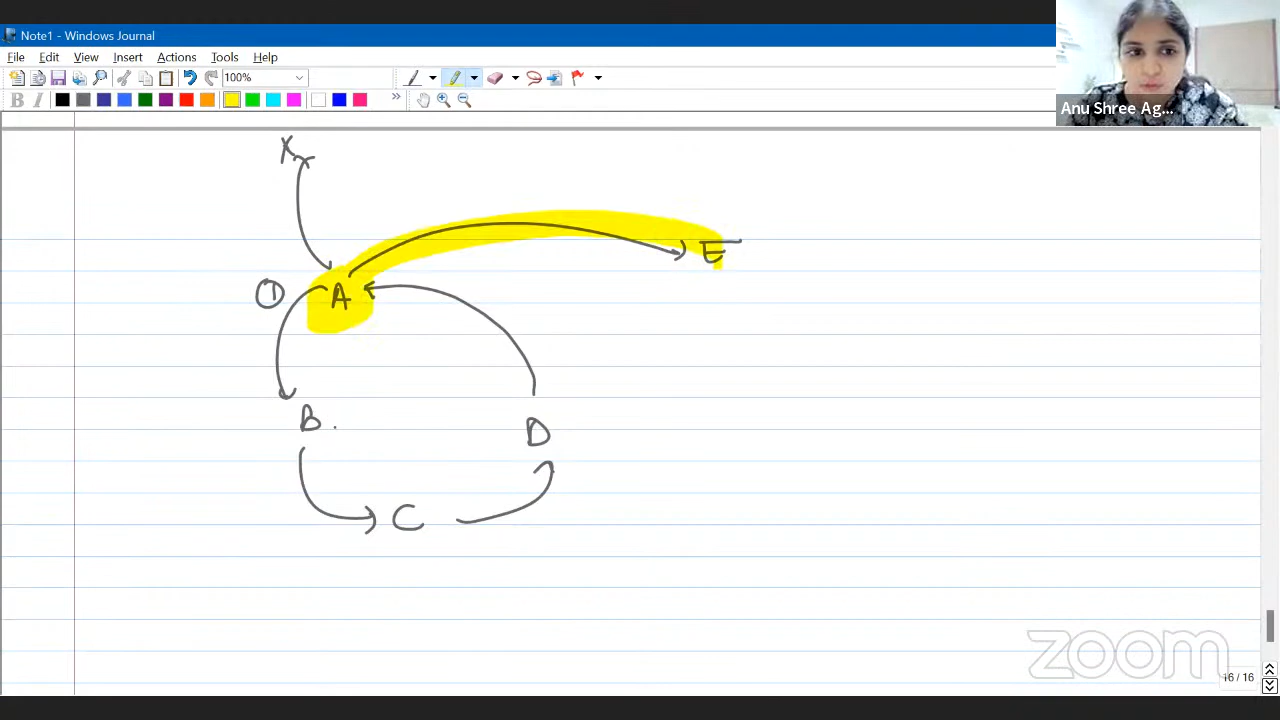 Note1 - Windows Journal
File Edit View Insert Actions Tools Help
100%
B I
Anu Shree Ag...
A
E
1
B
D
C
zoom
16 / 16